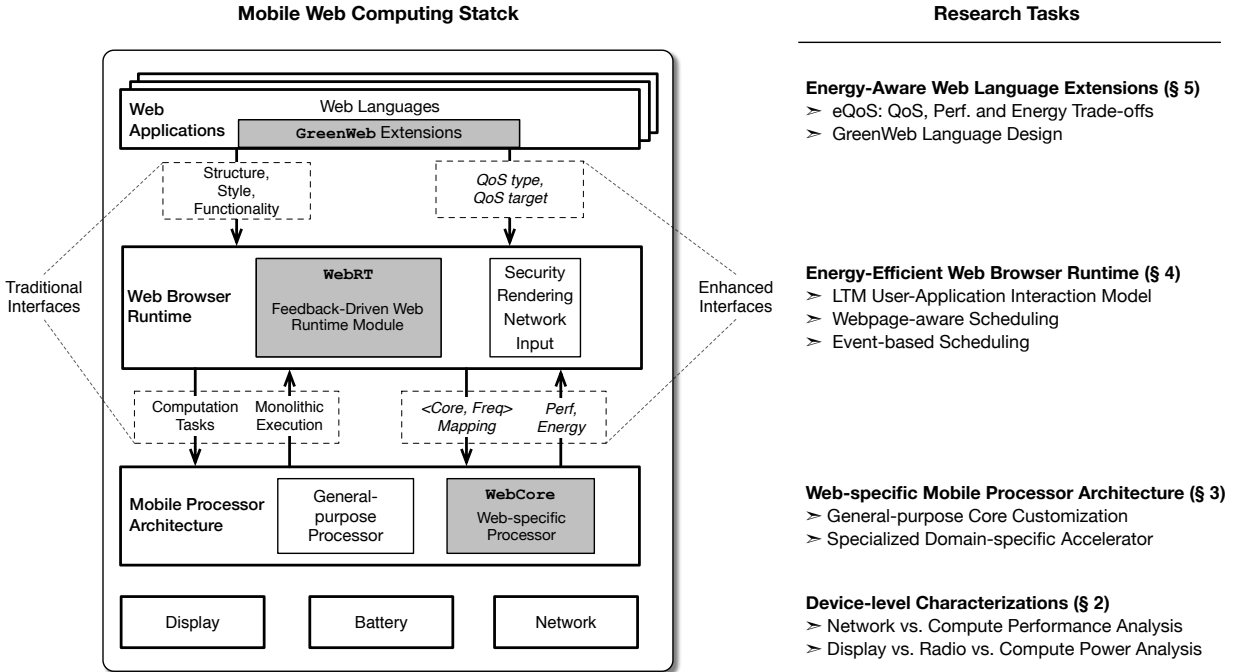 Mobile Web Computing Statck
Research Tasks
Web
Applications
Web Languages
GreenWeb Extensions
Structure,
Style,
Functionality
QoS type,
QoS target
Traditional
Interfaces
Enhanced
Interfaces
Web Browser
Runtime
WebRT
Feedback-Driven Web
Runtime Module
Security
Rendering
Network
Input
Computation
Tasks
Monolithic
Execution
<Core, Freq>
Mapping
Perf,
Energy
Mobile Processor
Architecture
General-
purpose
Processor
WebCore
Web-specific
Processor
Display
Battery
Network
Energy-Aware Web Language Extensions (§ 5)
➣ eQoS: QoS, Perf. and Energy Trade-offs
➣ GreenWeb Language Design
Energy-Efficient Web Browser Runtime (§ 4)
➣ LTM User-Application Interaction Model
➣ Webpage-aware Scheduling
➣ Event-based Scheduling
Web-specific Mobile Processor Architecture (§ 3)
➣ General-purpose Core Customization
➣ Specialized Domain-specific Accelerator
Device-level Characterizations (§ 2)
➣ Network vs. Compute Performance Analysis
➣ Display vs. Radio vs. Compute Power Analysis